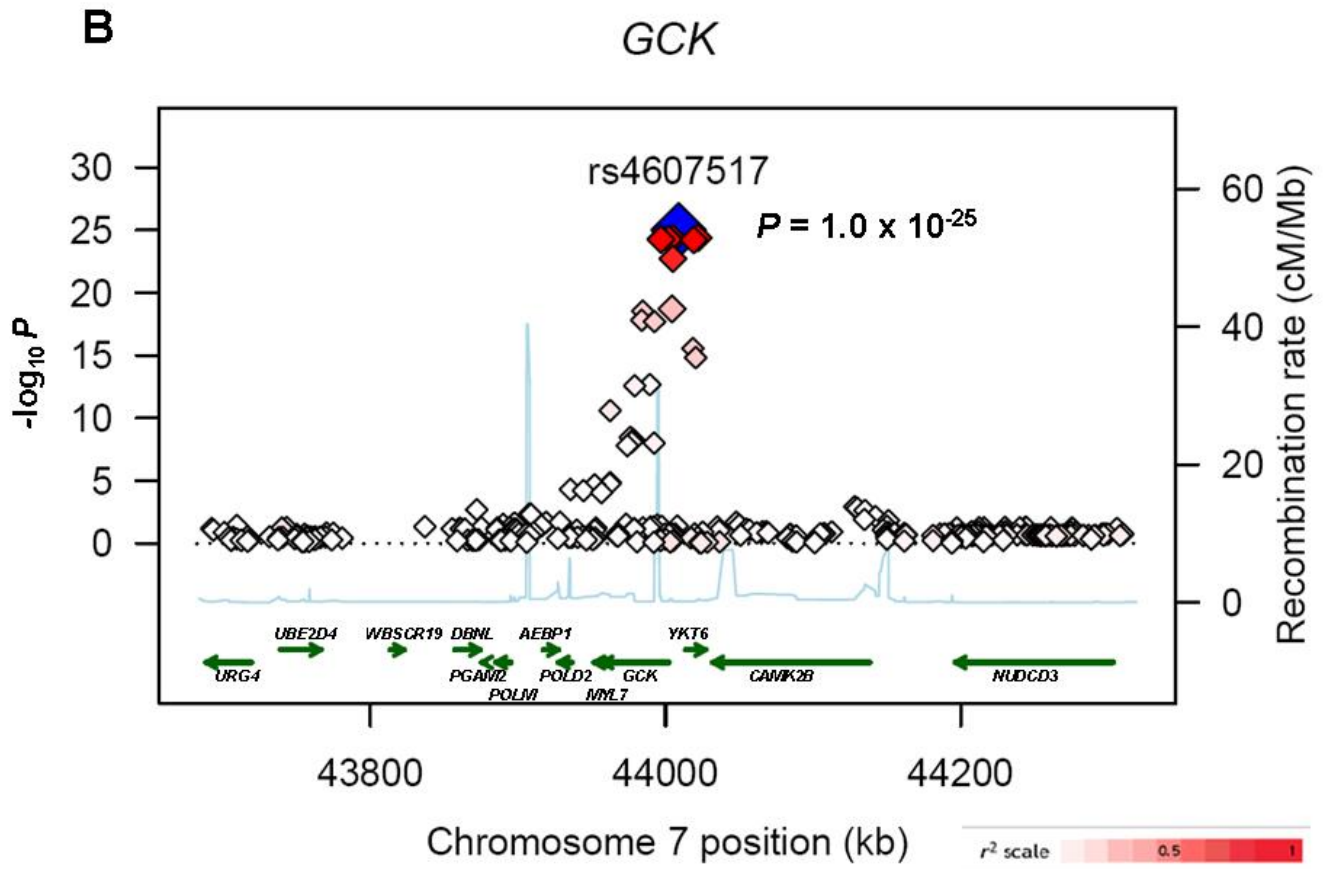 B
GCK
rs4607517
P = 1.0 x 10-25
30
25
20
15
10
5
0
-log10 P
60
40
20
0
Recombination rate (cM/Mb)
UBE2D4 WBSCR19 DBNL AEBP1 YKT6
URG4 PGAM2 POLD2 GCK CAMK2B NUDCD3
POLM MYL7
43800 44000 44200
Chromosome 7 position (kb)
r2 scale 0.5 1